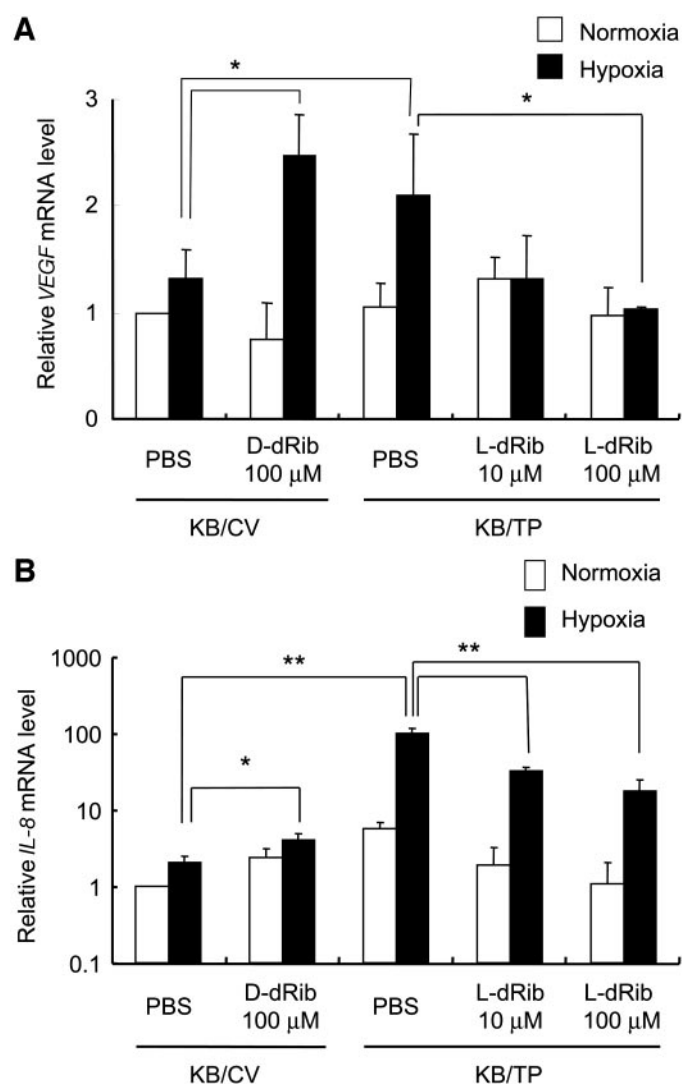 A
Normoxia
Hypoxia
*
*
3
2
1
0
Relative VEGF mRNA level
PBS
D-dRib
100 μM
PBS
L-dRib
10 μM
L-dRib
100 μM
KB/CV
KB/TP
B
Normoxia
Hypoxia
**
**
*
1000
100
10
1
0.1
Relative IL-8 mRNA level
PBS
D-dRib
100 μM
PBS
L-dRib
10 μM
L-dRib
100 μM
KB/CV
KB/TP